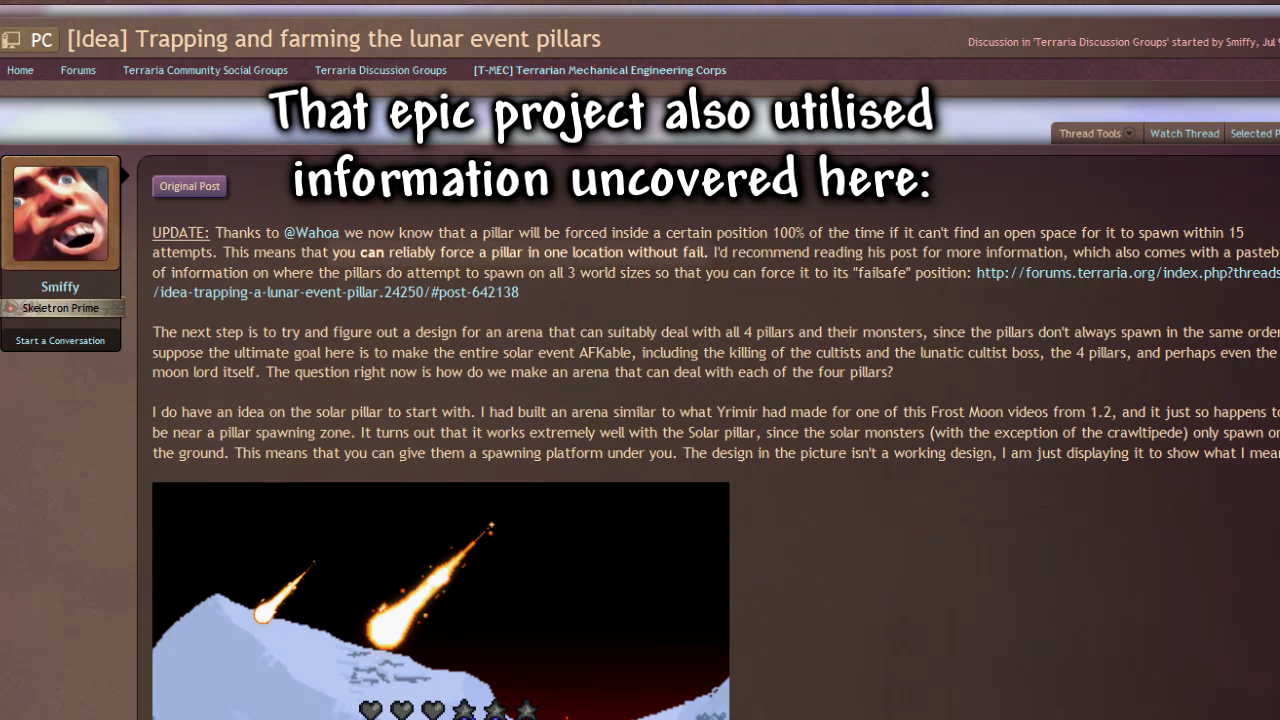 PC [Idea] Trapping and farming the lunar event pillars
Discussion in 'Terraria Discussion Groups' started by Smiffy, Jul
Home Forums Terraria Community Social Groups Terraria Discussion Groups [T-MEC] Terrarian Mechanical Engineering Corps
That epic project also utilised
information uncovered here:
Thread Tools Watch Thread Selected P
Original Post
Smiffy
Skeletron Prime
Start a Conversation
UPDATE: Thanks to @Wahoa we now know that a pillar will be forced inside a certain position 100% of the time if it can't find an open space for it to spawn within 15
attempts. This means that you can reliably force a pillar in one location without fail. I'd recommend reading his post for more information, which also comes with a pasteb
of information on where the pillars do attempt to spawn on all 3 world sizes so that you can force it to its "failsafe" position: http://forums.terraria.org/index.php?threads
/idea-trapping-a-lunar-event-pillar.24250/#post-642138
The next step is to try and figure out a design for an arena that can suitably deal with all 4 pillars and their monsters, since the pillars don't always spawn in the same order
suppose the ultimate goal here is to make the entire solar event AFKable, including the killing of the cultists and the lunatic cultist boss, the 4 pillars, and perhaps even the
moon lord itself. The question right now is how do we make an arena that can deal with each of the four pillars?
I do have an idea on the solar pillar to start with. I had built an arena similar to what Yrimir had made for one of this Frost Moon videos from 1.2, and it just so happens to
be near a pillar spawning zone. It turns out that it works extremely well with the Solar pillar, since the solar monsters (with the exception of the crawltipede) only spawn on
the ground. This means that you can give them a spawning platform under you. The design in the picture isn't a working design, I am just displaying it to show what I mean